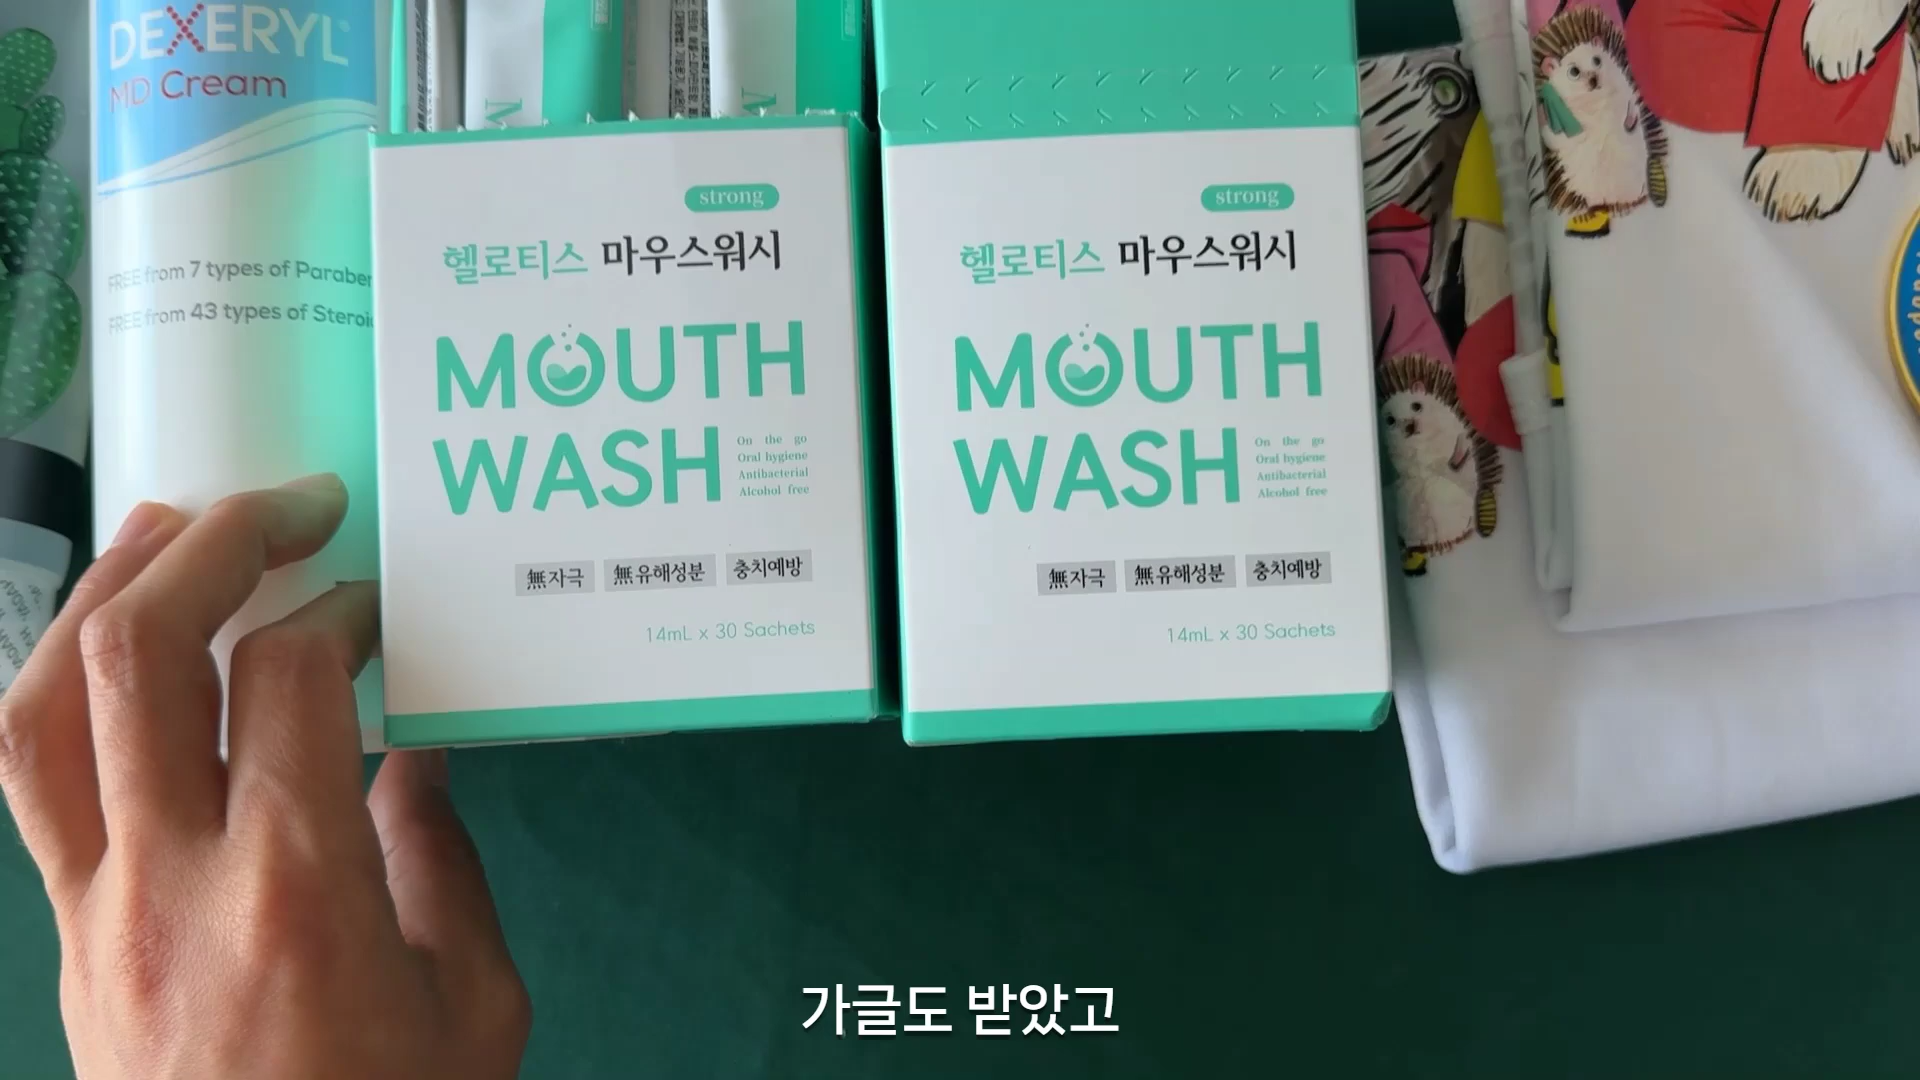 DEXERYL
MD Cream
FREE from 7 types of Paraben
FREE from 43 types of Steroid
strong
헬로티스 마우스워시
MOUTH
WASH
On the go
Oral hygiene
Antibacterial
Alcohol free
無자극 無유해성분 충치예방
14mL x 30 Sachets
strong
헬로티스 마우스워시
MOUTH
WASH
On the go
Oral hygiene
Antibacterial
Alcohol free
無자극 無유해성분 충치예방
14mL x 30 Sachets
가글도 받았고